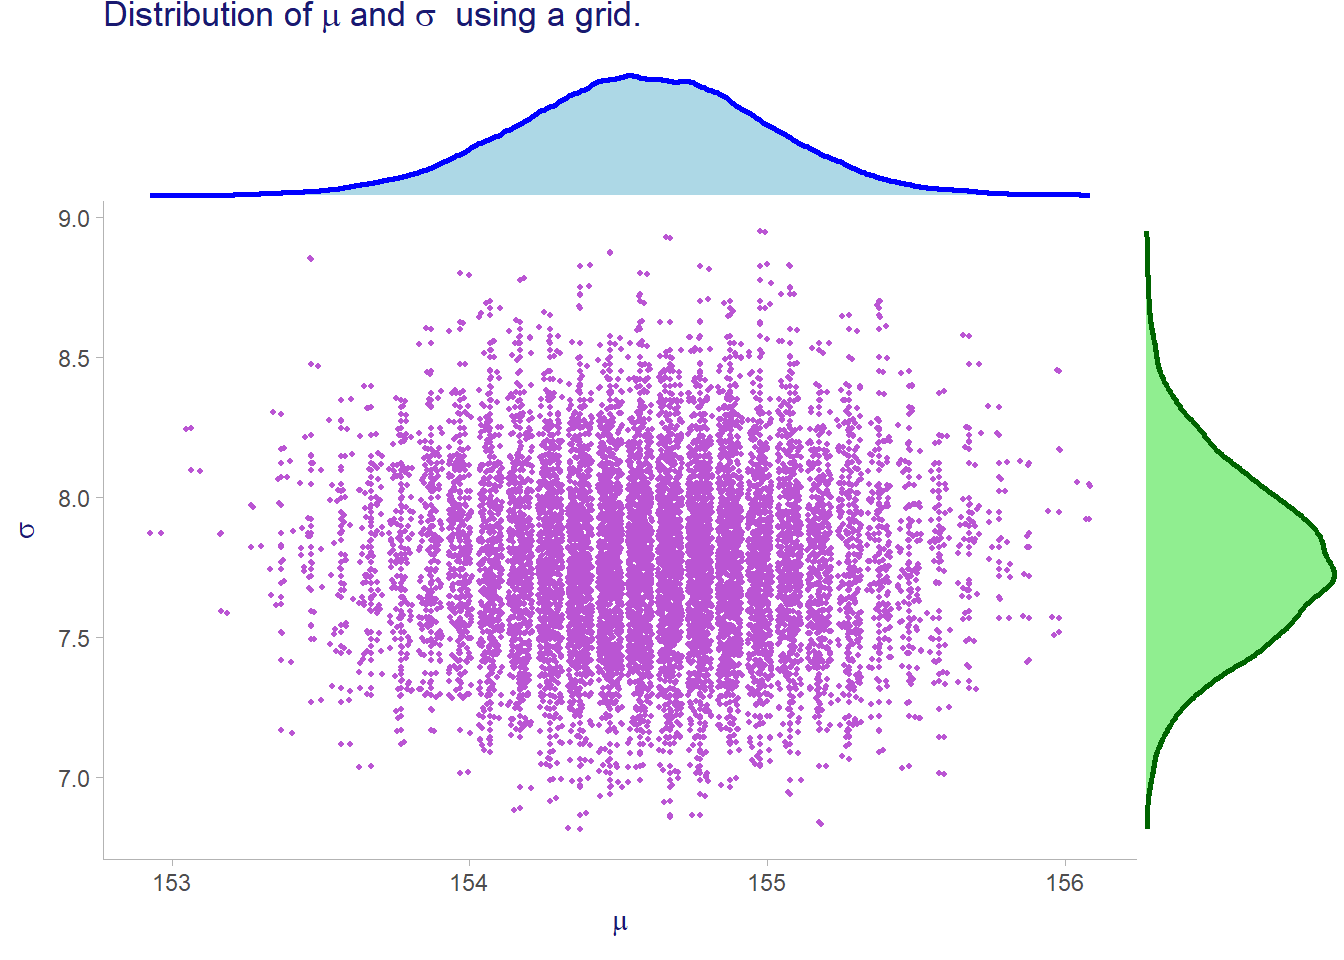 Distribution of μ and σ  using a grid.
9.0
8.5
8.0
7.5
7.0
σ
153 154 155 156
μ